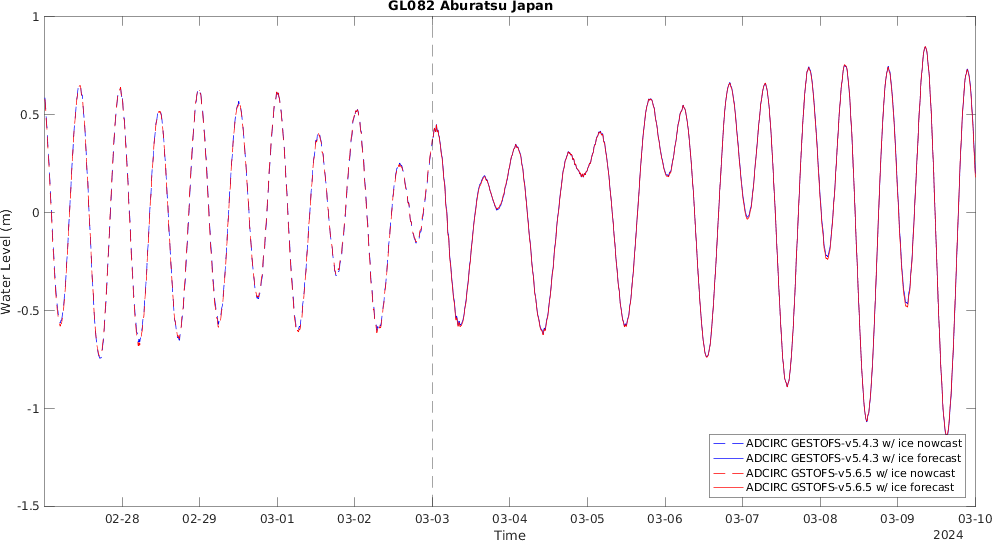 GL082 Aburatsu Japan
Water Level (m)
1
0.5
0
-0.5
-1
-1.5
ADCIRC GESTOFS-v5.4.3 w/ ice nowcast
ADCIRC GESTOFS-v5.4.3 w/ ice forecast
ADCIRC GSTOFS-v5.6.5 w/ ice nowcast
ADCIRC GSTOFS-v5.6.5 w/ ice forecast
02-28 02-29 03-01 03-02 03-03 03-04 03-05 03-06 03-07 03-08 03-09 03-10
Time
2024